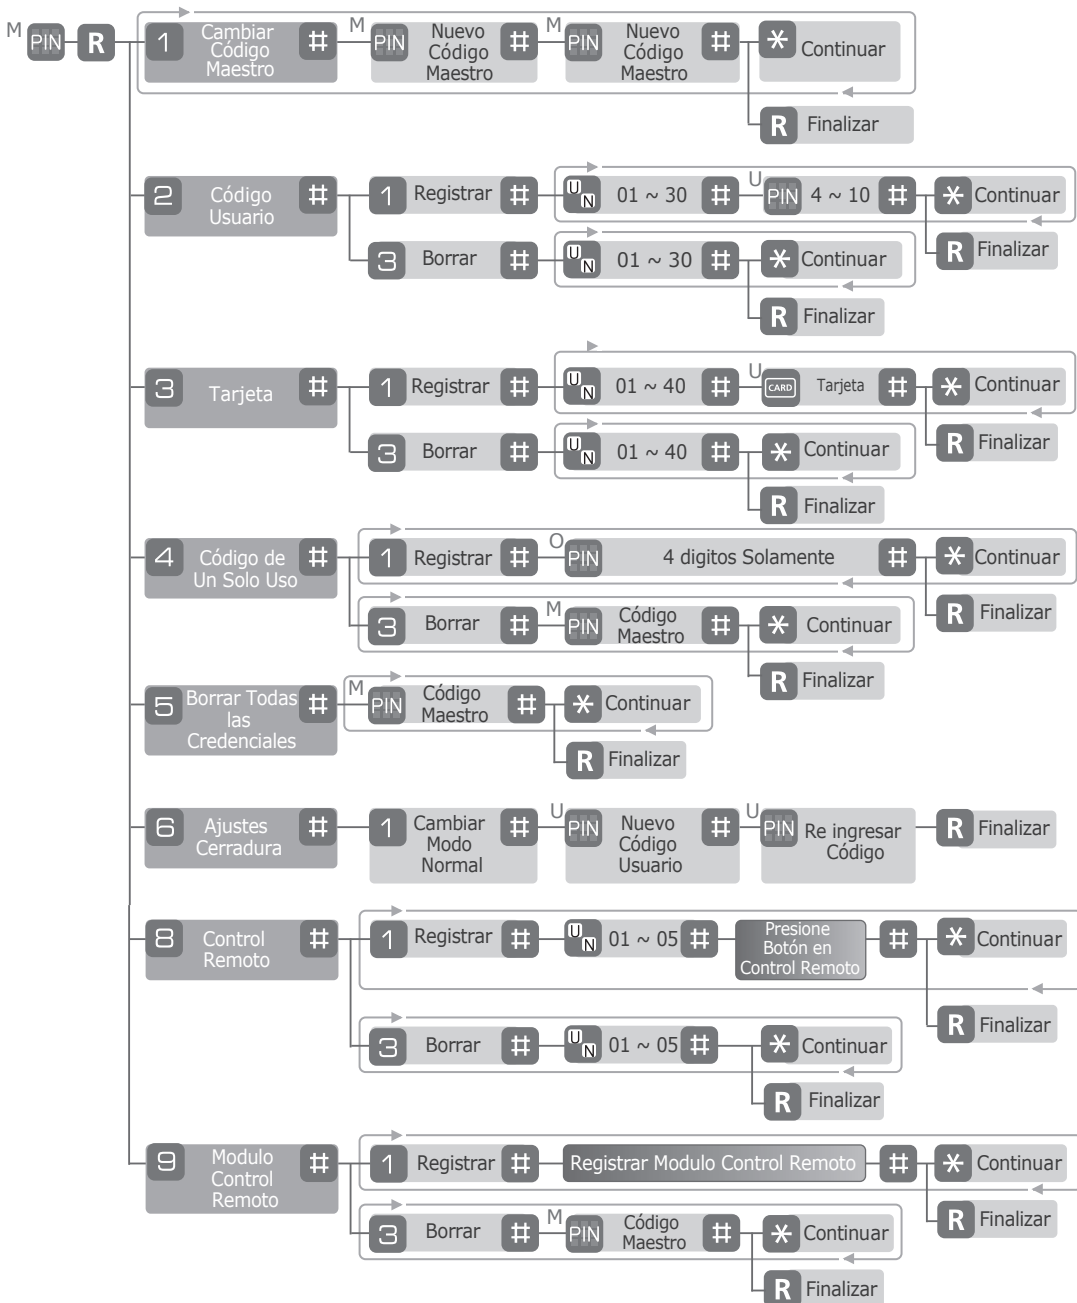 M PIN R 1 Cambiar Código Maestro # M PIN Nuevo Código Maestro # M PIN Nuevo Código Maestro # * Continuar
R Finalizar
2 Código Usuario # 1 Registrar # UN 01 ~ 30 # U PIN 4 ~ 10 # * Continuar
R Finalizar
3 Borrar # UN 01 ~ 30 # * Continuar
R Finalizar
3 Tarjeta # 1 Registrar # UN 01 ~ 40 # U CARD Tarjeta # * Continuar
R Finalizar
3 Borrar # UN 01 ~ 40 # * Continuar
R Finalizar
4 Código de Un Solo Uso # 1 Registrar # O PIN 4 digitos Solamente # * Continuar
R Finalizar
3 Borrar # M PIN Código Maestro # * Continuar
R Finalizar
5 Borrar Todas las Credenciales # M PIN Código Maestro # * Continuar
R Finalizar
6 Ajustes Cerradura # 1 Cambiar Modo Normal # U PIN Nuevo Código Usuario # U PIN Re ingresar Código R Finalizar
8 Control Remoto # 1 Registrar # UN 01 ~ 05 # Presione Botón en Control Remoto # * Continuar
R Finalizar
3 Borrar # UN 01 ~ 05 # * Continuar
R Finalizar
9 Modulo Control Remoto # 1 Registrar # Registrar Modulo Control Remoto # * Continuar
R Finalizar
3 Borrar # M PIN Código Maestro # * Continuar
R Finalizar